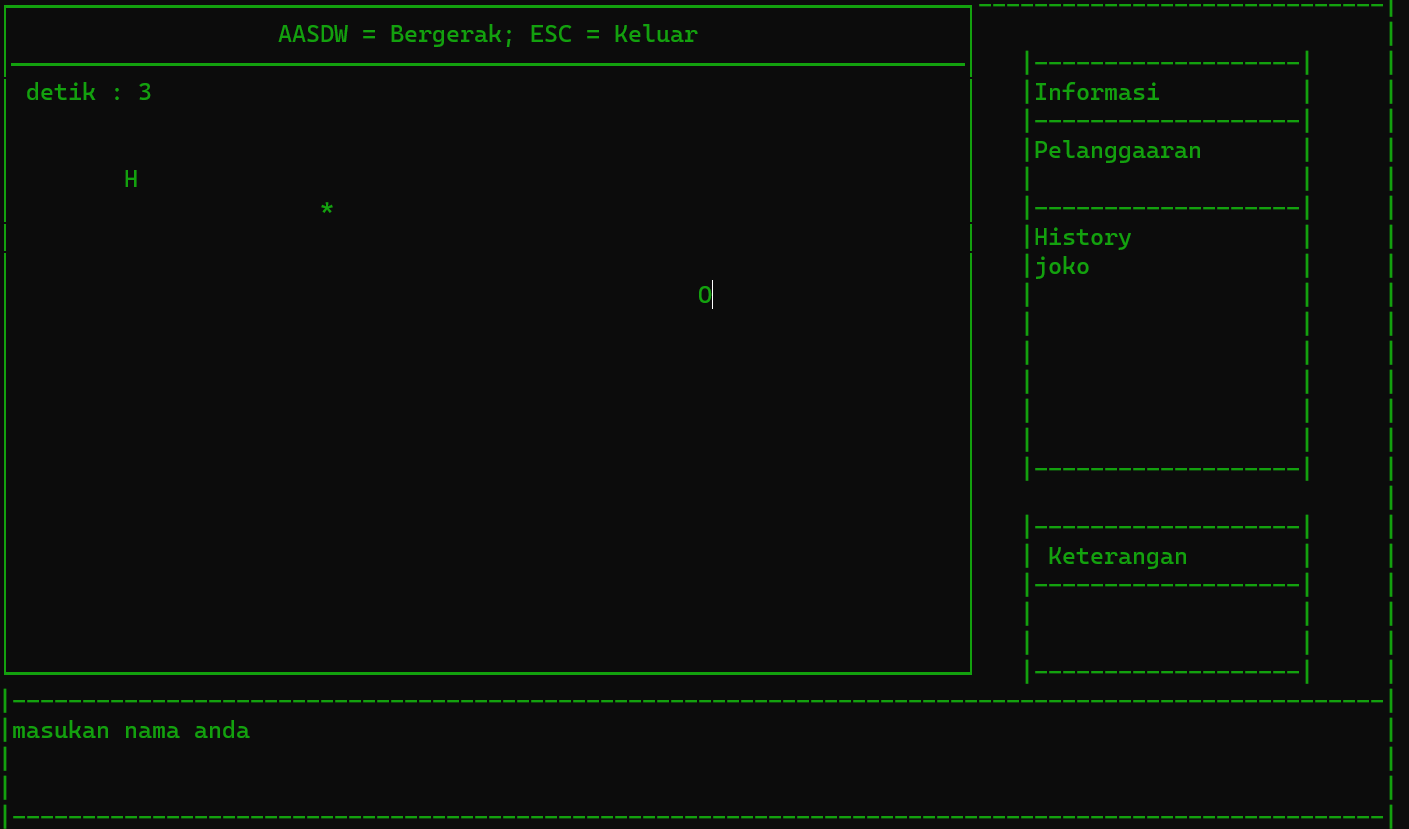 AASDW = Bergerak; ESC = Keluar
detik : 3
H
*
O
Informasi
Pelanggaaran
History
joko
Keterangan
masukan nama anda